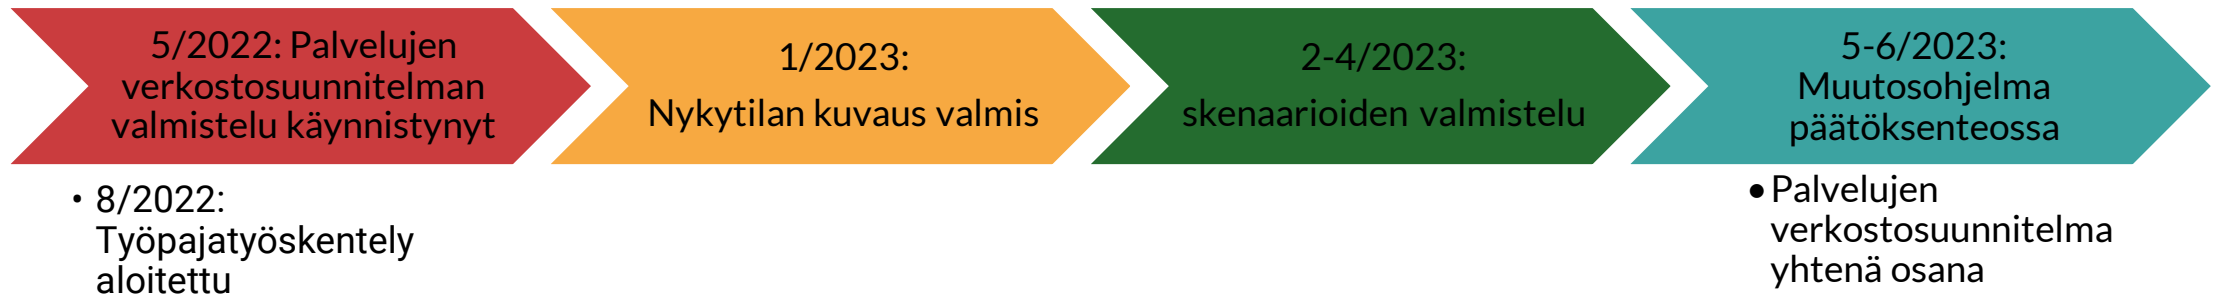 5/2022: Palvelujen
verkostosuunnitelman
valmistelu käynnistynyt
• 8/2022:
Työpajatyöskentely
aloitettu
1/2023:
Nykytilan kuvaus valmis
2-4/2023:
skenaarioiden valmistelu
5-6/2023:
Muutosohjelma
päätöksenteossa
• Palvelujen
verkostosuunnitelma
yhtenä osana